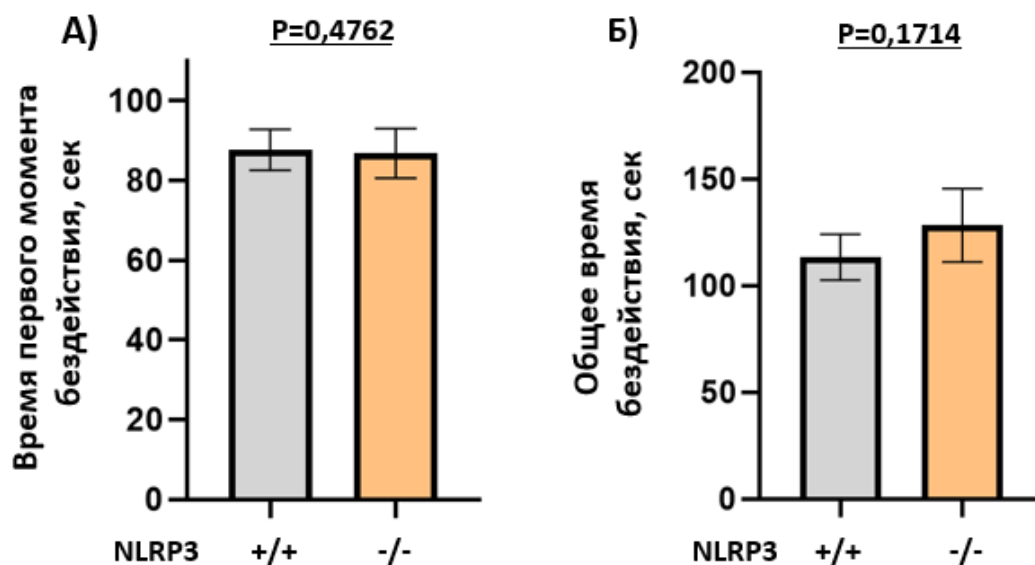 А)
P=0,4762
Время первого момента
бездействия, сек
100
80
60
40
20
0
NLRP3 +/+ -/-
Б)
P=0,1714
Общее время
бездействия, сек
200
150
100
50
0
NLRP3 +/+ -/-